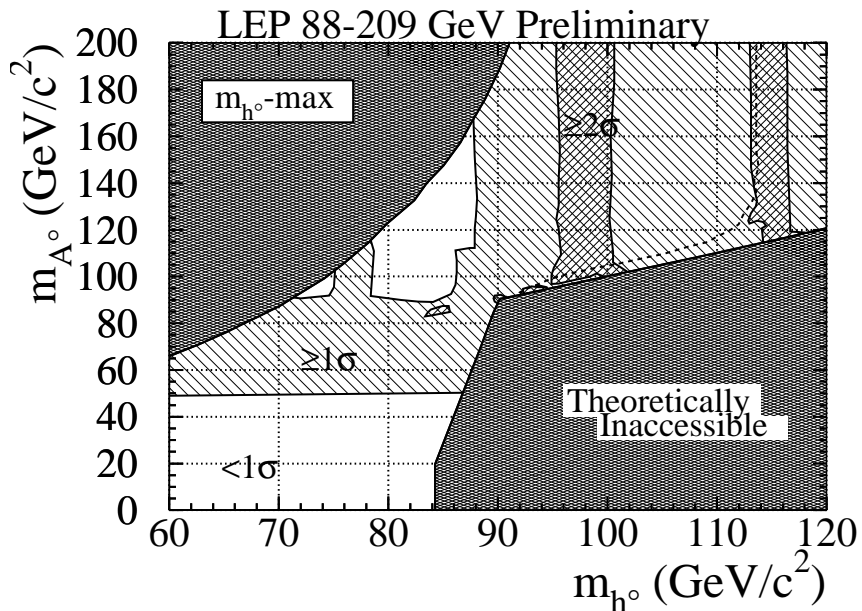 LEP 88-209 GeV Preliminary
m_A° (GeV/c²)
200
180
160
140
120
100
80
60
40
20
0
m_h°-max
≥2σ
≥1σ
<1σ
Theoretically
Inaccessible
60 70 80 90 100 110 120
m_h° (GeV/c²)